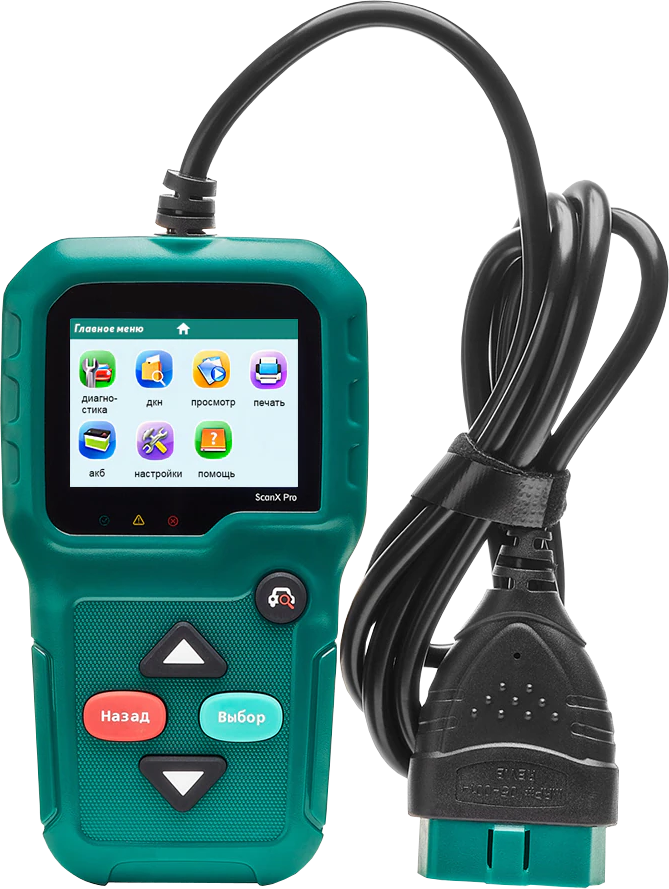 Главное меню
диагно-
стика
дкн
просмотр
печать
акб
настройки
помощь
ScanX Pro
Назад
Выбор